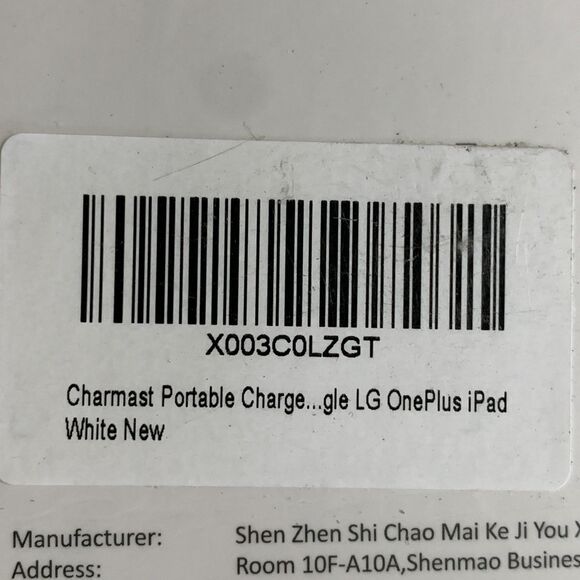 X003C0LZGT
Charmast Portable Charge...gle LG OnePlus iPad
White New
Manufacturer: Shen Zhen Shi Chao Mai Ke Ji You
Address: Room 10F-A10A,Shenmao Busines